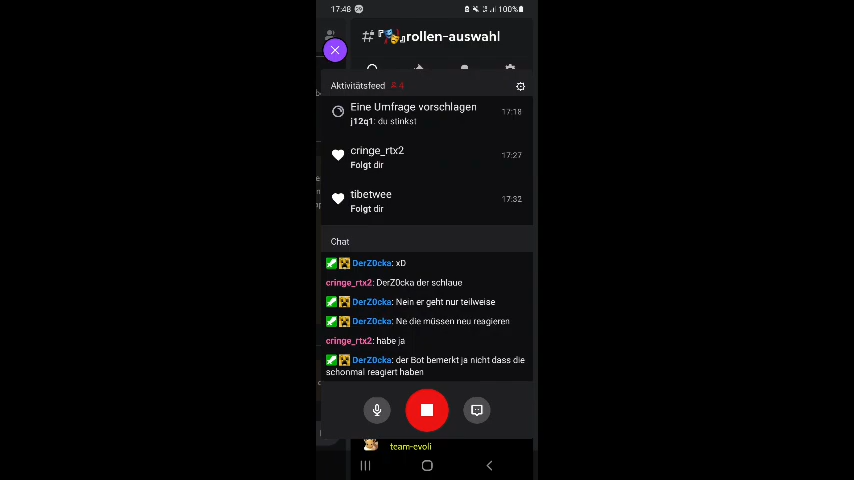 17:48
100%
# 『🎭』rollen-auswahl
Aktivitätsfeed 4
Eine Umfrage vorschlagen
j12q1: du stinkst
17:18
cringe_rtx2
Folgt dir
17:27
tibetwee
Folgt dir
17:32
Chat
DerZ0cka: xD
cringe_rtx2: DerZ0cka der schlaue
DerZ0cka: Nein er geht nur teilweise
DerZ0cka: Ne die müssen neu reagieren
cringe_rtx2: habe ja
DerZ0cka: der Bot bemerkt ja nicht dass die
schonmal reagiert haben
team-evoli